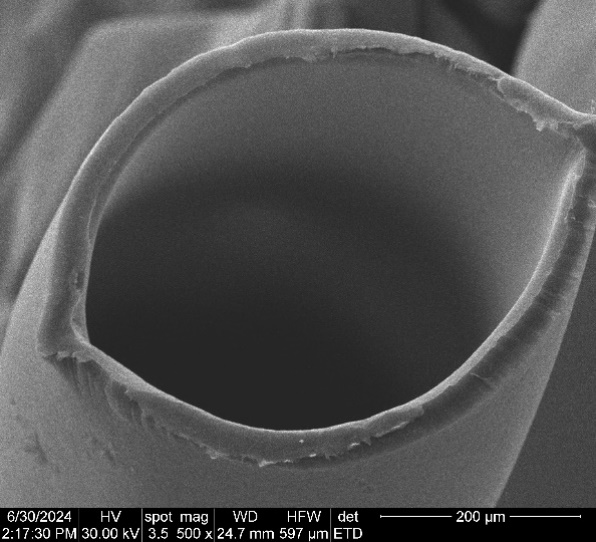 6/30/2024 HV spot mag WD HFW det 200 µm
2:17:30 PM 30.00 kV 3.5 500 x 24.7 mm 597 µm ETD